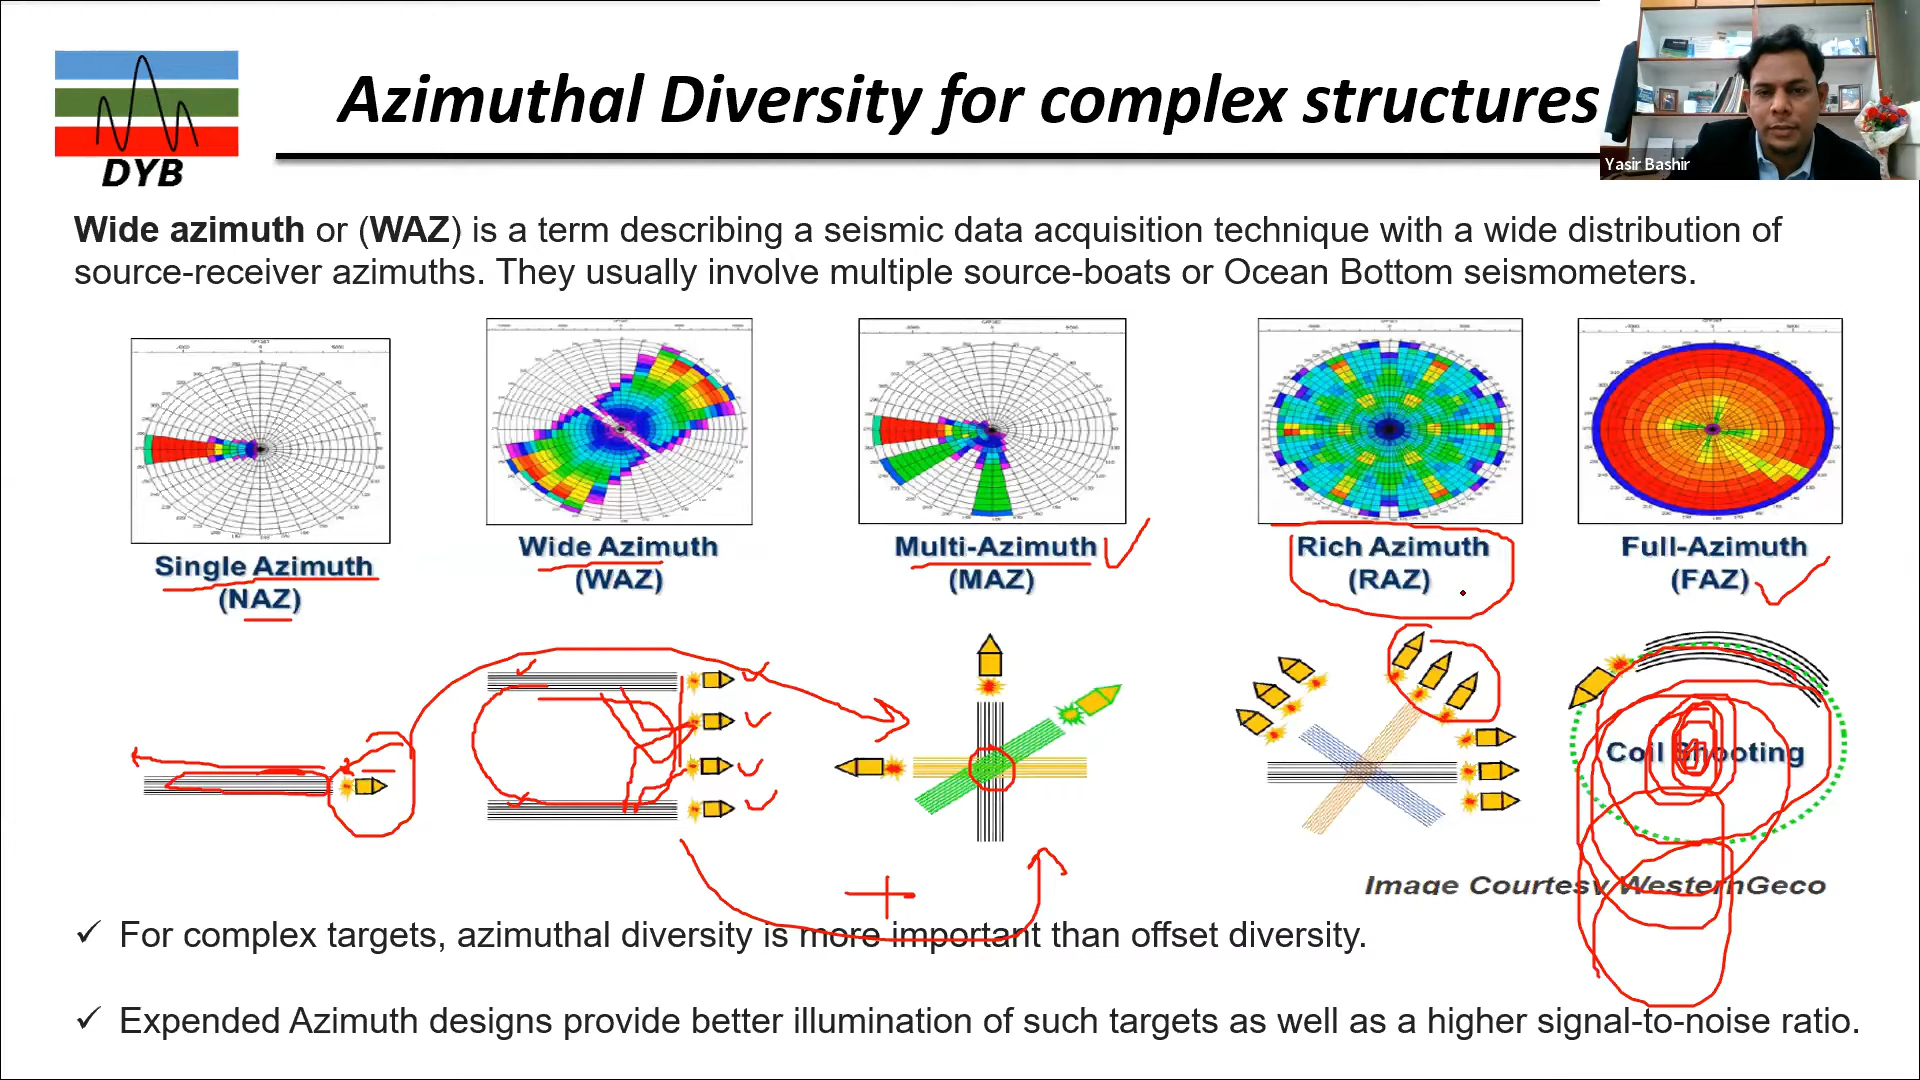 Azimuthal Diversity for complex structures
DYB
Yasir Bashir
Wide azimuth or (WAZ) is a term describing a seismic data acquisition technique with a wide distribution of
source-receiver azimuths. They usually involve multiple source-boats or Ocean Bottom seismometers.
Single Azimuth
(NAZ)
Wide Azimuth
(WAZ)
Multi-Azimuth
(MAZ)
Rich Azimuth
(RAZ)
Full-Azimuth
(FAZ)
Coil Shooting
Image Courtesy WesternGeco
✓ For complex targets, azimuthal diversity is more important than offset diversity.
✓ Expended Azimuth designs provide better illumination of such targets as well as a higher signal-to-noise ratio.